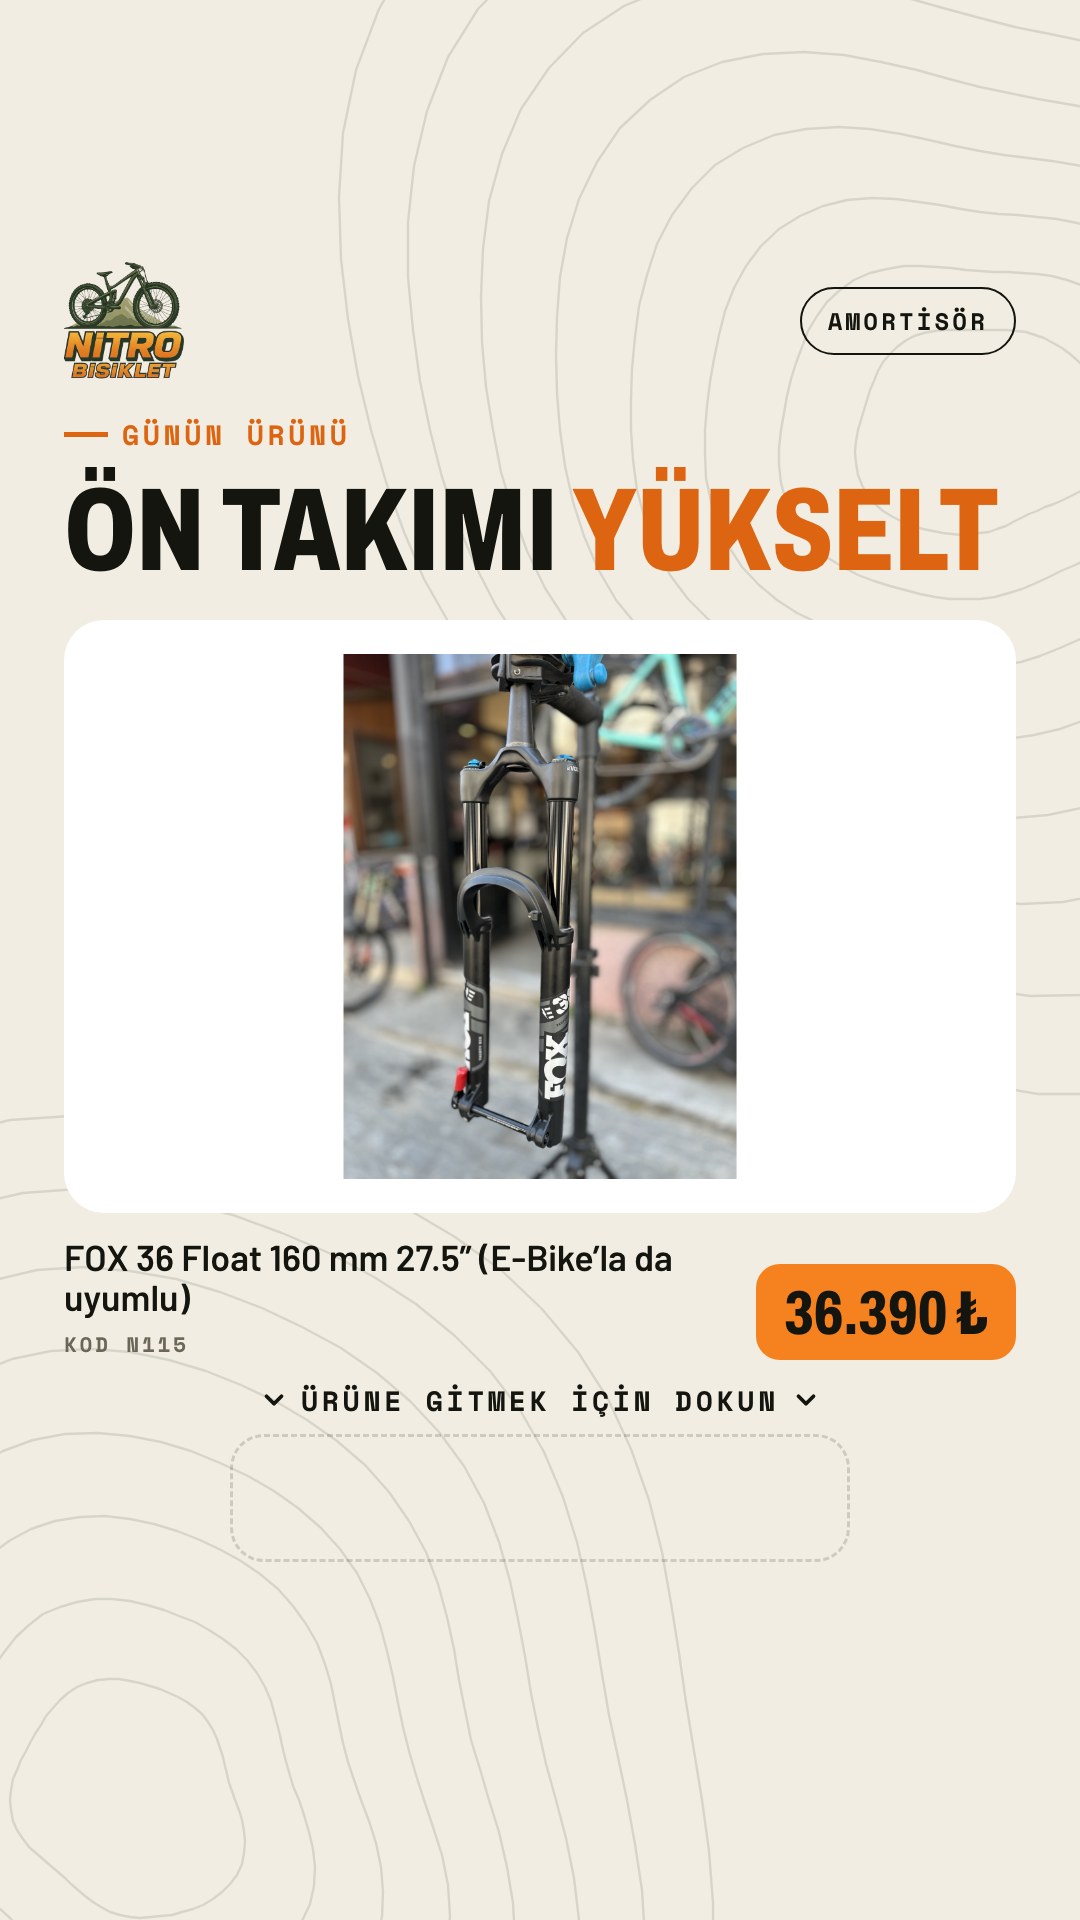 NiTRO
BiSiKLET
AMORTİSÖR
GÜNÜN ÜRÜNÜ
ÖN TAKIMI YÜKSELT
FOX
FOX 36 Float 160 mm 27.5” (E-Bike’la da
uyumlu)
36.390 ₺
KOD N115
ÜRÜNE GİTMEK İÇİN DOKUN